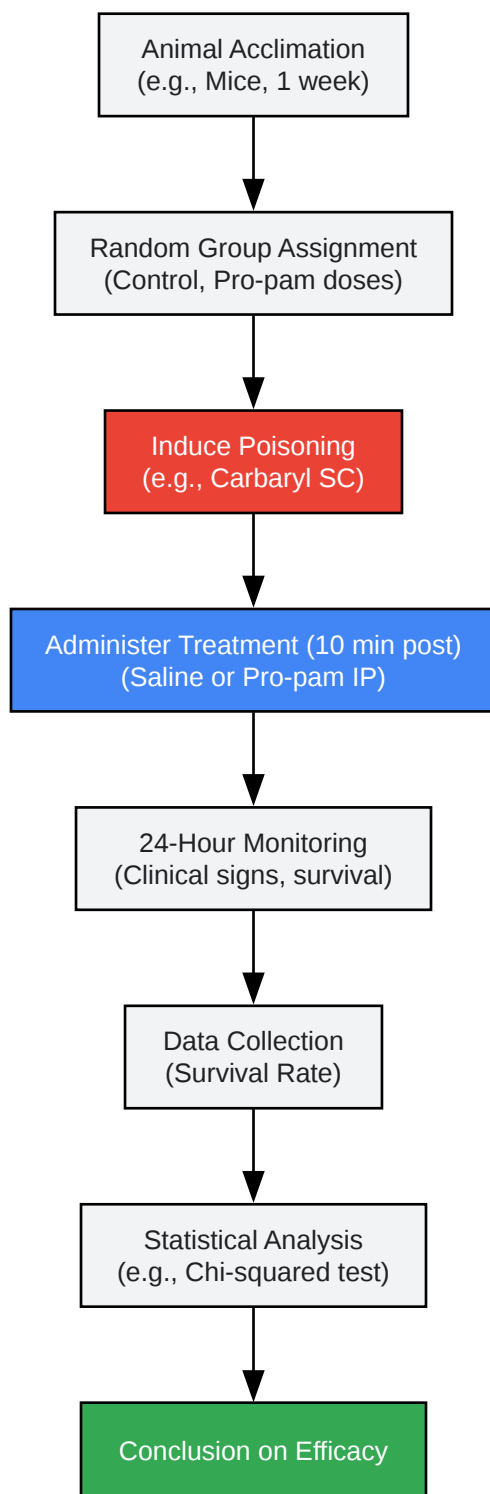 Animal Acclimation
(e.g., Mice, 1 week)
Random Group Assignment
(Control, Pro-pam doses)
Induce Poisoning
(e.g., Carbaryl SC)
Administer Treatment (10 min post)
(Saline or Pro-pam IP)
24-Hour Monitoring
(Clinical signs, survival)
Data Collection
(Survival Rate)
Statistical Analysis
(e.g., Chi-squared test)
Conclusion on Efficacy